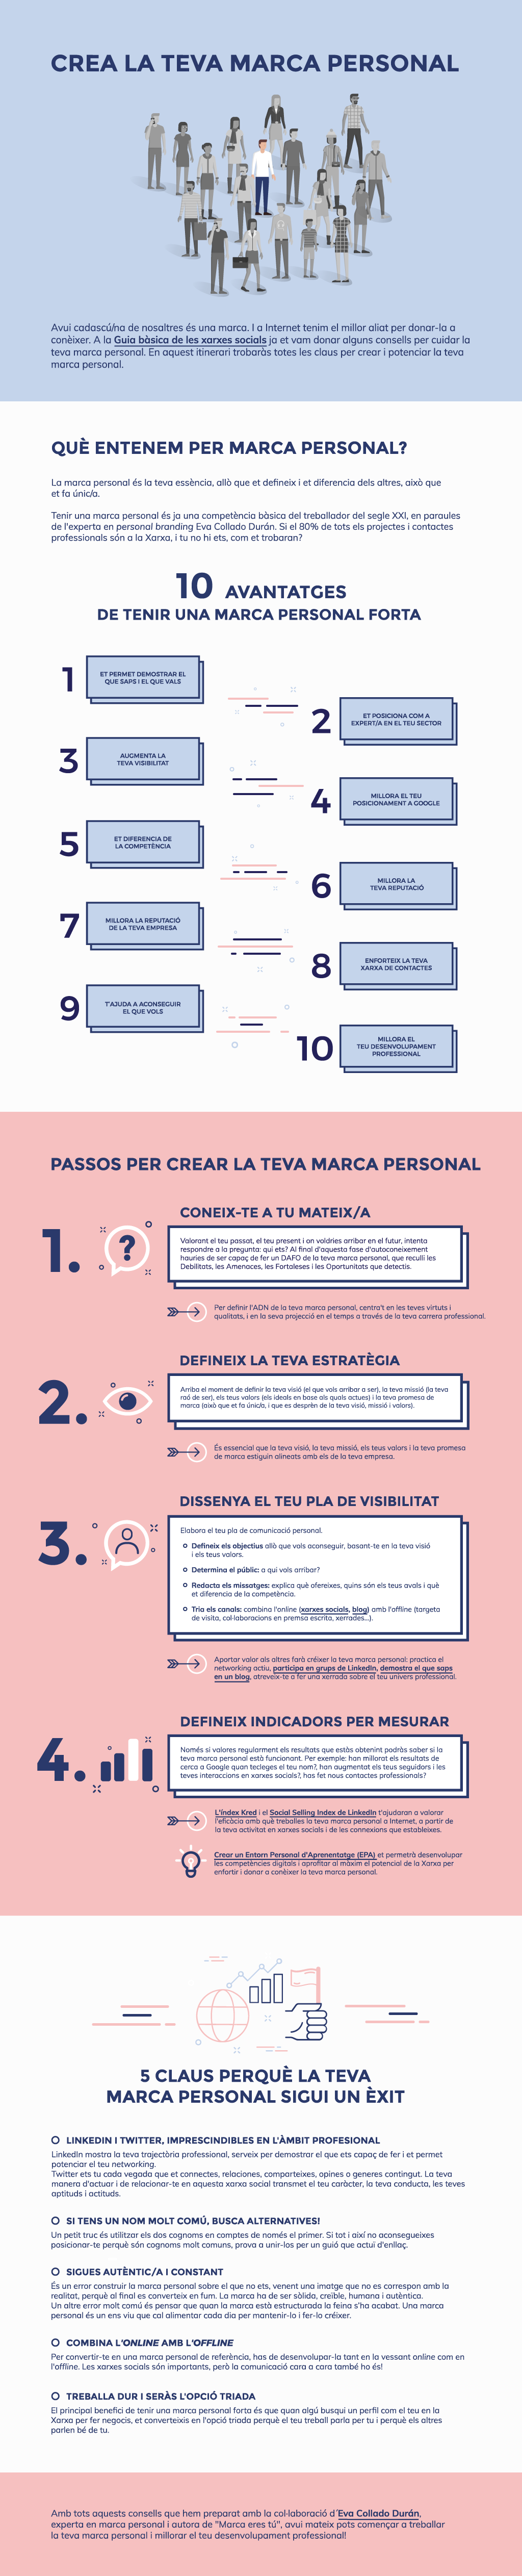 CREA LA TEVA MARCA PERSONAL
Avui cadascú/na de nosaltres és una marca. I a Internet tenim el millor aliat per donar-la a
conèixer. A la Guia bàsica de les xarxes socials ja et vam donar alguns consells per cuidar la
teva marca personal. En aquest itinerari trobaràs totes les claus per crear i potenciar la teva
marca personal.
QUÈ ENTENEM PER MARCA PERSONAL?
La marca personal és la teva essència, allò que et defineix i et diferencia dels altres, això que
et fa únic/a.
Tenir una marca personal és ja una competència bàsica del treballador del segle XXI, en paraules
de l'experta en personal branding Eva Collado Durán. Si el 80% de tots els projectes i contactes
professionals són a la Xarxa, i tu no hi ets, com et trobaran?
10 AVANTATGES
DE TENIR UNA MARCA PERSONAL FORTA
1
ET PERMET DEMOSTRAR EL
QUE SAPS I EL QUE VALS
2
ET POSICIONA COM A
EXPERT/A EN EL TEU SECTOR
3
AUGMENTA LA
TEVA VISIBILITAT
4
MILLORA EL TEU
POSICIONAMENT A GOOGLE
5
ET DIFERENCIA DE
LA COMPETÈNCIA
6
MILLORA LA
TEVA REPUTACIÓ
7
MILLORA LA REPUTACIÓ
DE LA TEVA EMPRESA
8
ENFORTEIX LA TEVA
XARXA DE CONTACTES
9
T'AJUDA A ACONSEGUIR
EL QUE VOLS
10
MILLORA EL
TEU DESENVOLUPAMENT
PROFESSIONAL
PASSOS PER CREAR LA TEVA MARCA PERSONAL
1.
CONEIX-TE A TU MATEIX/A
Valorant el teu passat, el teu present i on voldries arribar en el futur, intenta
respondre a la pregunta: qui ets? Al final d'aquesta fase d'autoconeixement
hauries de ser capaç de fer un DAFO de la teva marca personal, que reculli les
Debilitats, les Amenaces, les Fortaleses i les Oportunitats que detectis.
Per definir l'ADN de la teva marca personal, centra't en les teves virtuts i
qualitats, i en la seva projecció en el temps a través de la teva carrera professional.
2.
DEFINEIX LA TEVA ESTRATÈGIA
Arriba el moment de definir la teva visió (el que vols arribar a ser), la teva missió (la teva
raó de ser), els teus valors (els ideals en base als quals actues) i la teva promesa de
marca (això que et fa únic/a, i que es desprèn de la teva visió, missió i valors).
És essencial que la teva visió, la teva missió, els teus valors i la teva promesa
de marca estiguin alineats amb els de la teva empresa.
3.
DISSENYA EL TEU PLA DE VISIBILITAT
Elabora el teu pla de comunicació personal.
Defineix els objectius allò que vols aconseguir, basant-te en la teva visió
i els teus valors.
Determina el públic: a qui vols arribar?
Redacta els missatges: explica què ofereixes, quins són els teus avals i què
et diferencia de la competència.
Tria els canals: combina l'online (xarxes socials, blog) amb l'offline (targeta
de visita, col·laboracions en premsa escrita, xerrades...).
Aportar valor als altres farà créixer la teva marca personal: practica el
networking actiu, participa en grups de LinkedIn, demostra el que saps
en un blog, atreveix-te a fer una xerrada sobre el teu univers professional.
4.
DEFINEIX INDICADORS PER MESURAR
Només si valores regularment els resultats que estàs obtenint podràs saber si la
teva marca personal està funcionant. Per exemple: han millorat els resultats de
cerca a Google quan tecleges el teu nom?, han augmentat els teus seguidors i les
teves interaccions en xarxes socials?, has fet nous contactes professionals?
L'índex Kred i el Social Selling Index de LinkedIn t'ajudaran a valorar
l'eficàcia amb què treballes la teva marca personal a Internet, a partir de
la teva activitat en xarxes socials i de les connexions que estableixes.
Crear un Entorn Personal d'Aprenentatge (EPA) et permetrà desenvolupar
les competències digitals i aprofitar al màxim el potencial de la Xarxa per
enfortir i donar a conèixer la teva marca personal.
5 CLAUS PERQUÈ LA TEVA
MARCA PERSONAL SIGUI UN ÈXIT
LINKEDIN I TWITTER, IMPRESCINDIBLES EN L'ÀMBIT PROFESIONAL
LinkedIn mostra la teva trajectòria professional, serveix per demostrar el que ets capaç de fer i et permet
potenciar el teu networking.
Twitter ets tu cada vegada que et connectes, relaciones, comparteixes, opines o generes contingut. La teva
manera d'actuar i de relacionar-te en aquesta xarxa social transmet el teu caràcter, la teva conducta, les teves
aptituds i actituds.
SI TENS UN NOM MOLT COMÚ, BUSCA ALTERNATIVES!
Un petit truc és utilitzar els dos cognoms en comptes de només el primer. Si tot i així no aconsegueixes
posicionar-te perquè són cognoms molt comuns, prova a unir-los per un guió que actuï d'enllaç.
SIGUES AUTÈNTIC/A I CONSTANT
És un error construir la marca personal sobre el que no ets, venent una imatge que no es correspon amb la
realitat, perquè al final es converteix en fum. La marca ha de ser sòlida, creïble, humana i autèntica.
Un altre error molt comú és pensar que quan la marca està estructurada la feina s'ha acabat. Una marca
personal és un ens viu que cal alimentar cada dia per mantenir-lo i fer-lo créixer.
COMBINA L'ONLINE AMB L'OFFLINE
Per convertir-te en una marca personal de referència, has de desenvolupar-la tant en la vessant online com en
l'offline. Les xarxes socials són importants, però la comunicació cara a cara també ho és!
TREBALLA DUR I SERÀS L'OPCIÓ TRIADA
El principal benefici de tenir una marca personal forta és que quan algú busqui un perfil com el teu en la
Xarxa per fer negocis, et converteixis en l'opció triada perquè el teu treball parla per tu i perquè els altres
parlen bé de tu.
Amb tots aquests consells que hem preparat amb la col·laboració d´Eva Collado Durán,
experta en marca personal i autora de "Marca eres tú", avui mateix pots començar a treballar
la teva marca personal i millorar el teu desenvolupament professional!